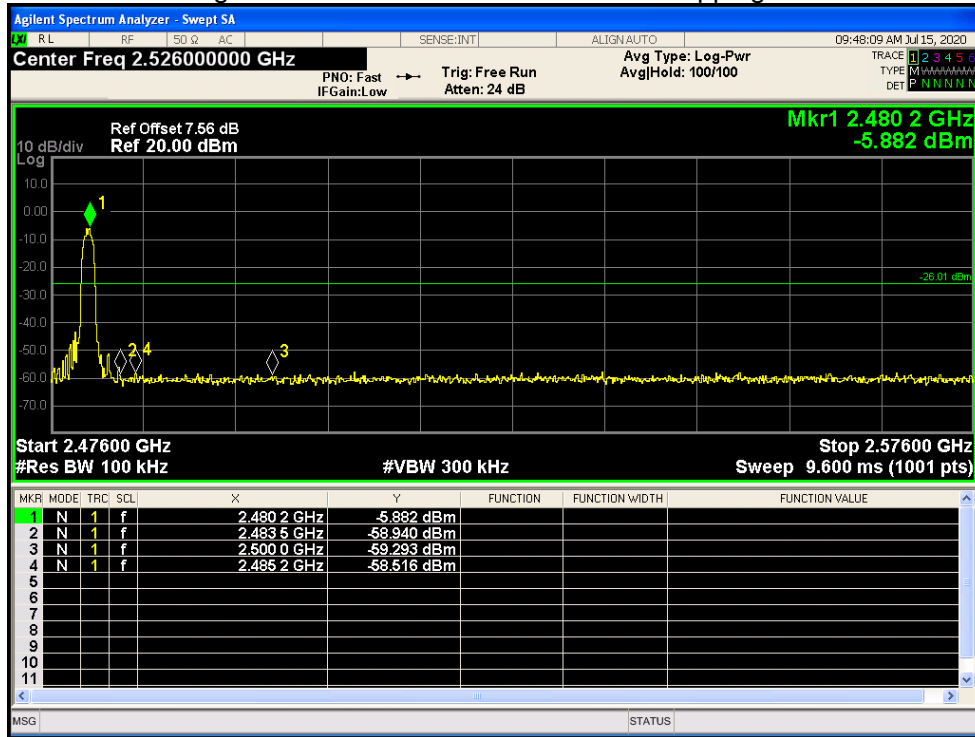 Agilent Spectrum Analyzer - Swept SA
LXI RL RF 50 Ω AC SENSE:INT ALIGN AUTO 09:48:09 AM Jul 15, 2020
Center Freq 2.526000000 GHz
PNO: Fast Trig: Free Run
IFGain:Low Atten: 24 dB
Avg Type: Log-Pwr
Avg|Hold: 100/100
TRACE 1 2 3 4 5 6
TYPE M
DET P N N N N N
Ref Offset 7.56 dB
10 dB/div Ref 20.00 dBm
Log
Mkr1 2.480 2 GHz
-5.882 dBm
10.0
0.00
-10.0
-20.0
-30.0
-40.0
-50.0
-60.0
-70.0
1
2 4
3
-26.01 dBm
Start 2.47600 GHz Stop 2.57600 GHz
#Res BW 100 kHz #VBW 300 kHz Sweep 9.600 ms (1001 pts)
MKR MODE TRC SCL X Y FUNCTION FUNCTION WIDTH FUNCTION VALUE
1 N 1 f 2.480 2 GHz -5.882 dBm
2 N 1 f 2.483 5 GHz -58.940 dBm
3 N 1 f 2.500 0 GHz -59.293 dBm
4 N 1 f 2.485 2 GHz -58.516 dBm
5
6
7
8
9
10
11
MSG STATUS